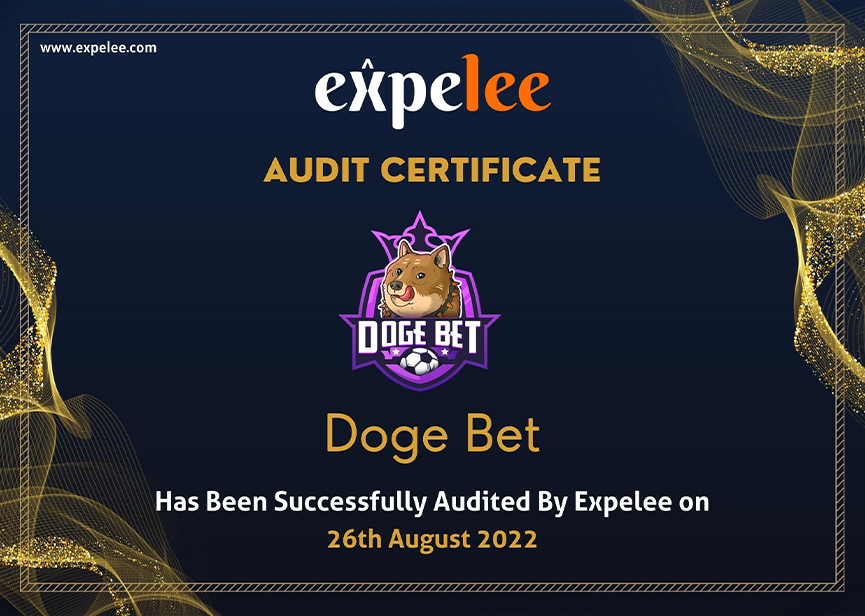 www.expelee.com
expelee
AUDIT CERTIFICATE
DOGE BET
Doge Bet
Has Been Successfully Audited By Expelee on
26th August 2022